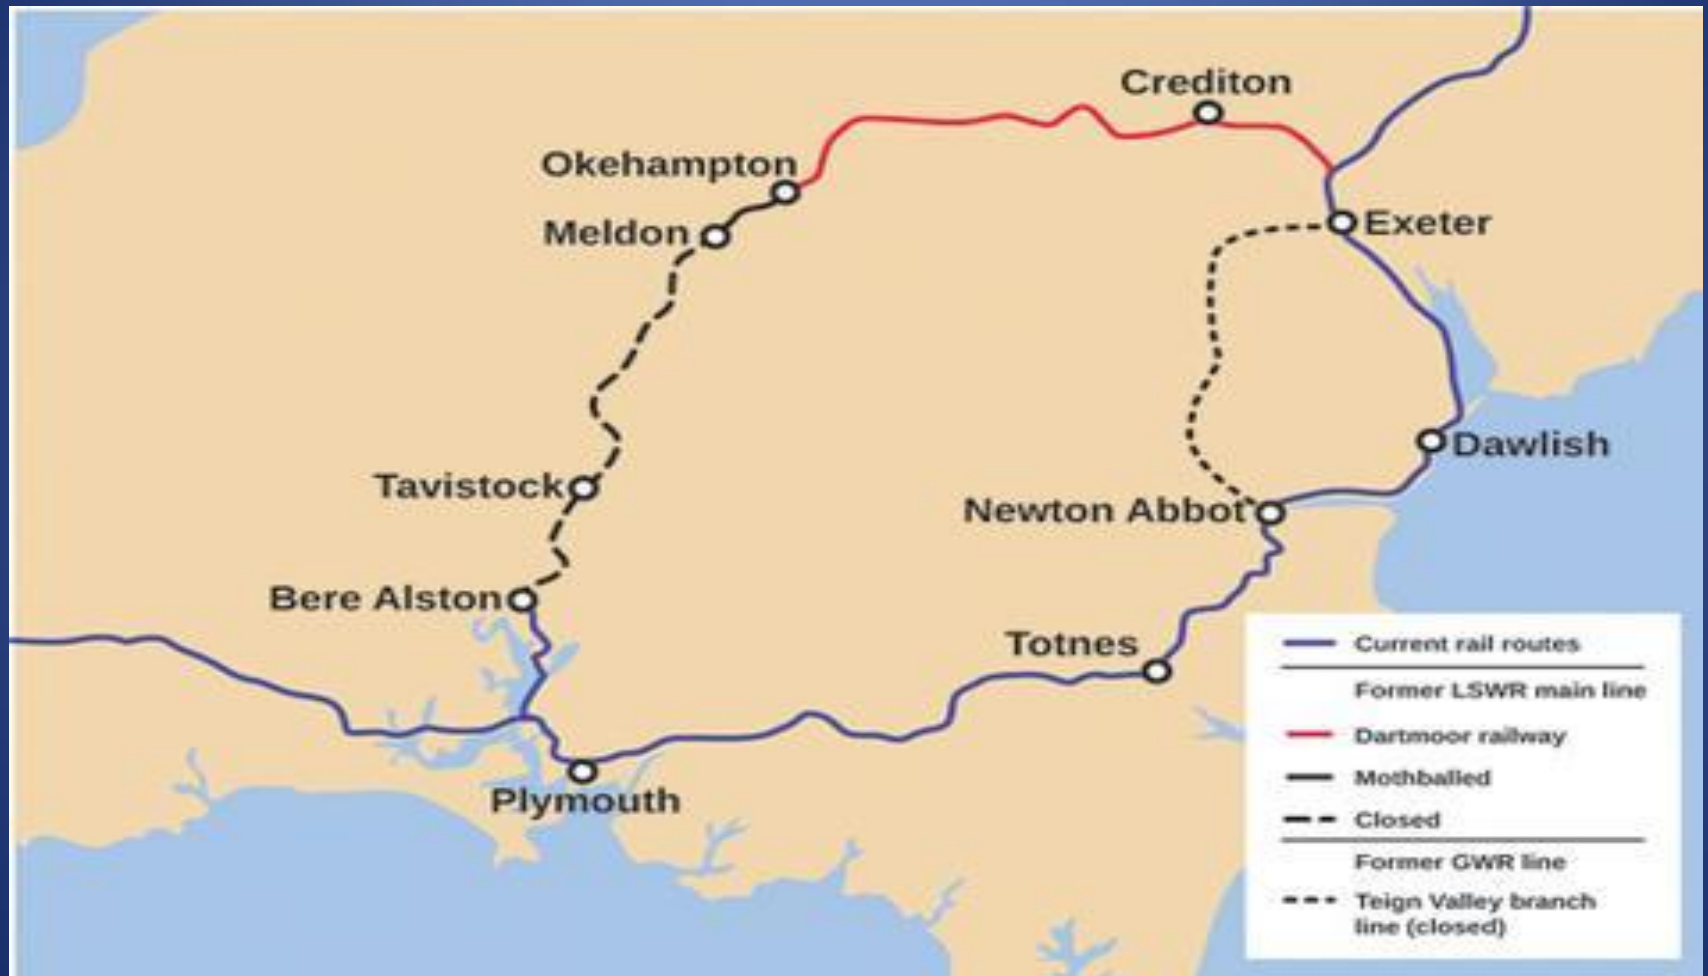 Crediton
Okehampton
Meldon
Exeter
Dawlish
Tavistock
Newton Abbot
Bere Alston
Totnes
Plymouth
Current rail routes
Former LSWR main line
Dartmoor railway
Mothballed
Closed
Former GWR line
Teign Valley branch
line (closed)